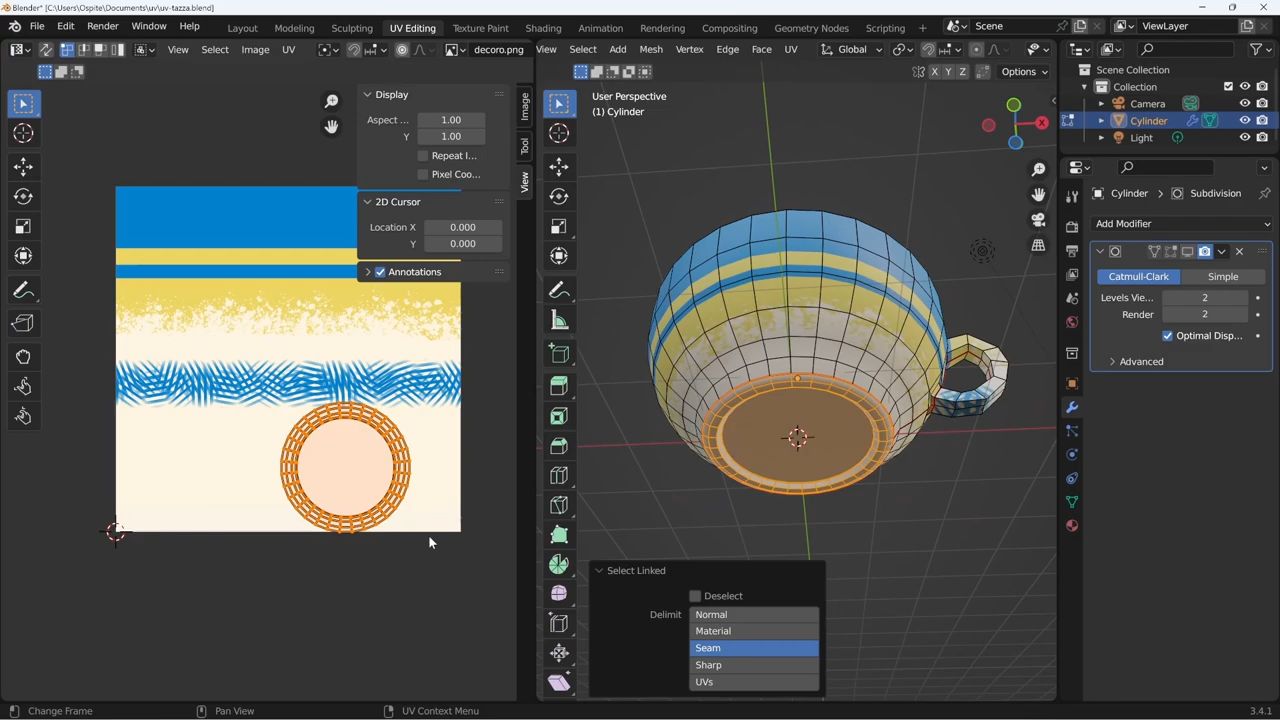 Blender* [C:\Users\Ospite\Documents\uv\uv-tazza.blend]
File Edit Render Window Help Layout Modeling Sculpting UV Editing Texture Paint Shading Animation Rendering Compositing Geometry Nodes Scripting Scene ViewLayer
View Select Image UV decoro.png View Select Add Mesh Vertex Edge Face UV Global
X Y Z Options
Display
Aspect ... 1.00
Y 1.00
Repeat I...
Pixel Coo...
2D Cursor
Location X 0.000
Y 0.000
Annotations
Image
Tool
View
User Perspective
(1) Cylinder
X
Select Linked
Deselect
Delimit Normal
Material
Seam
Sharp
UVs
Scene Collection
Collection
Camera
Cylinder
Light
Cylinder > Subdivision
Add Modifier
Catmull-Clark Simple
Levels Vie... 2
Render 2
Optimal Disp...
Advanced
Change Frame Pan View UV Context Menu 3.4.1